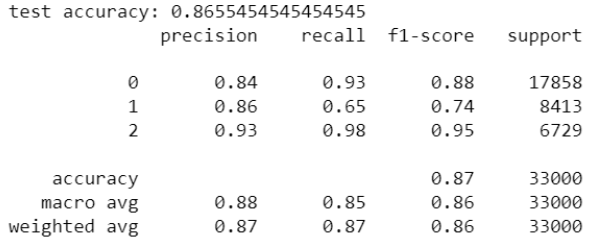 test accuracy: 0.8655454545454545
precision recall f1-score support
0 0.84 0.93 0.88 17858
1 0.86 0.65 0.74 8413
2 0.93 0.98 0.95 6729
accuracy 0.87 33000
macro avg 0.88 0.85 0.86 33000
weighted avg 0.87 0.87 0.86 33000